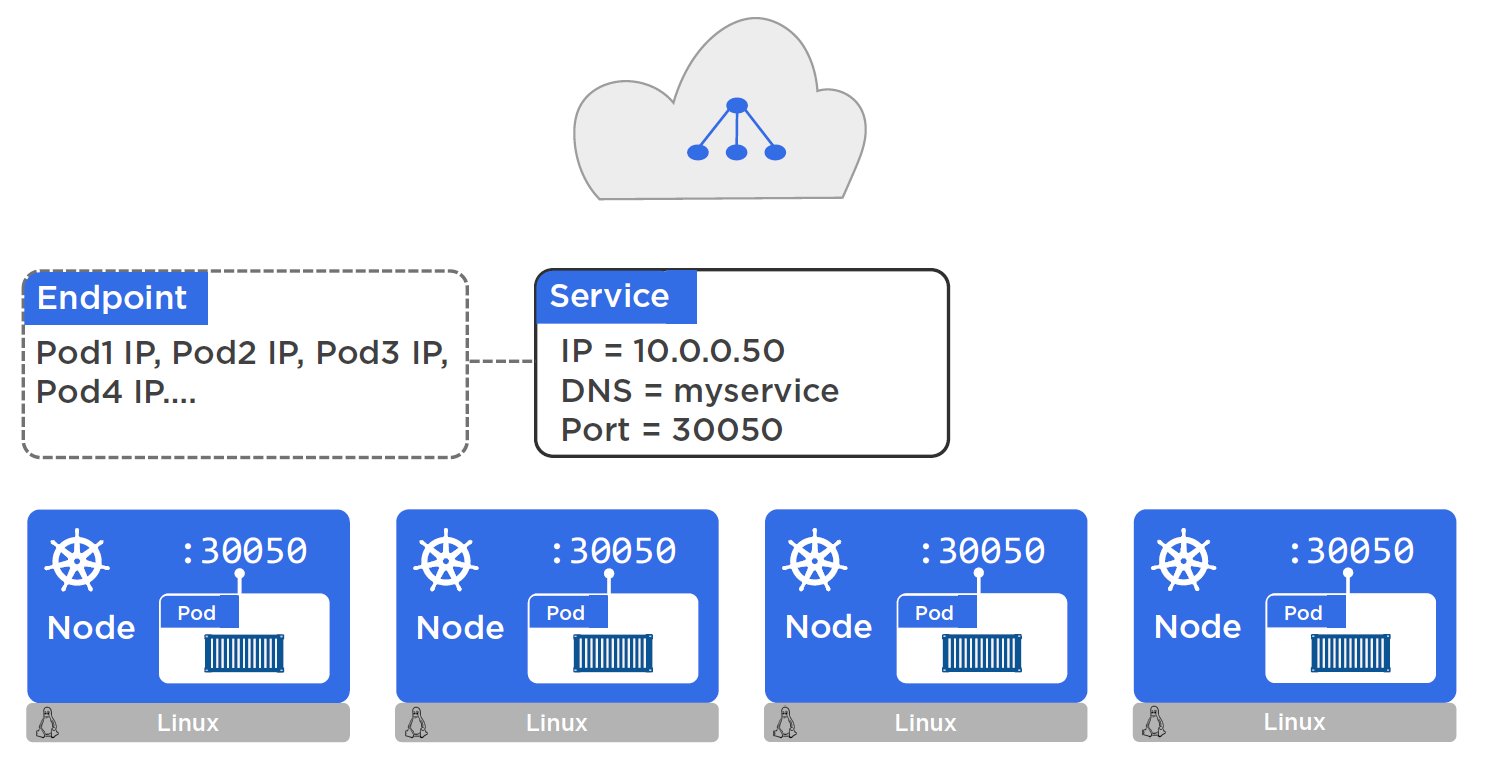 Endpoint
Pod1 IP, Pod2 IP, Pod3 IP,
Pod4 IP....
Service
IP = 10.0.0.50
DNS = myservice
Port = 30050
:30050
Node
Pod
Linux
:30050
Node
Pod
Linux
:30050
Node
Pod
Linux
:30050
Node
Pod
Linux